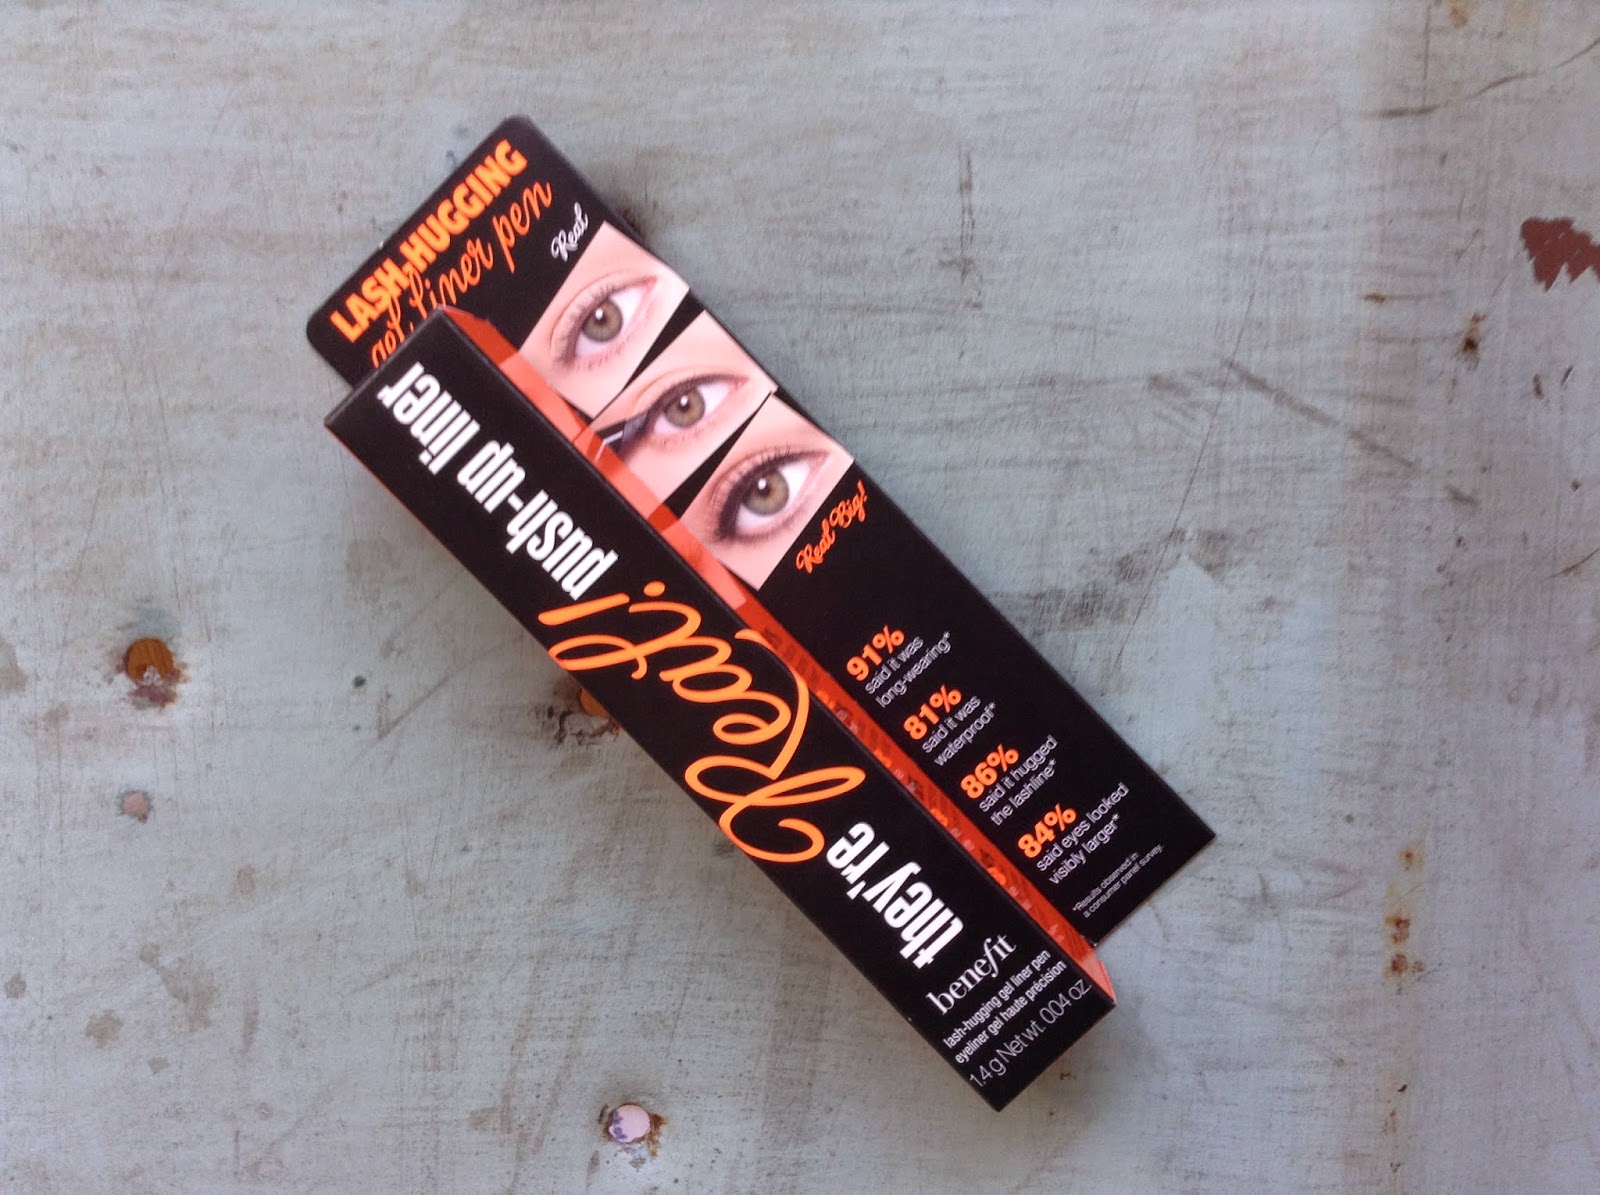 LASH-HUGGING
gel liner pen
Real
Real Big!
91%
said it was
long-wearing*
81%
said it was
waterproof*
86%
said it hugged
the lashline*
84%
said eyes looked
visibly larger*
*Results observed in
a consumer panel survey.
they're
Real!
push-up liner
benefit
lash-hugging gel liner pen
eyeliner gel haute précision
1.4 g Net wt. 0.04 oz.